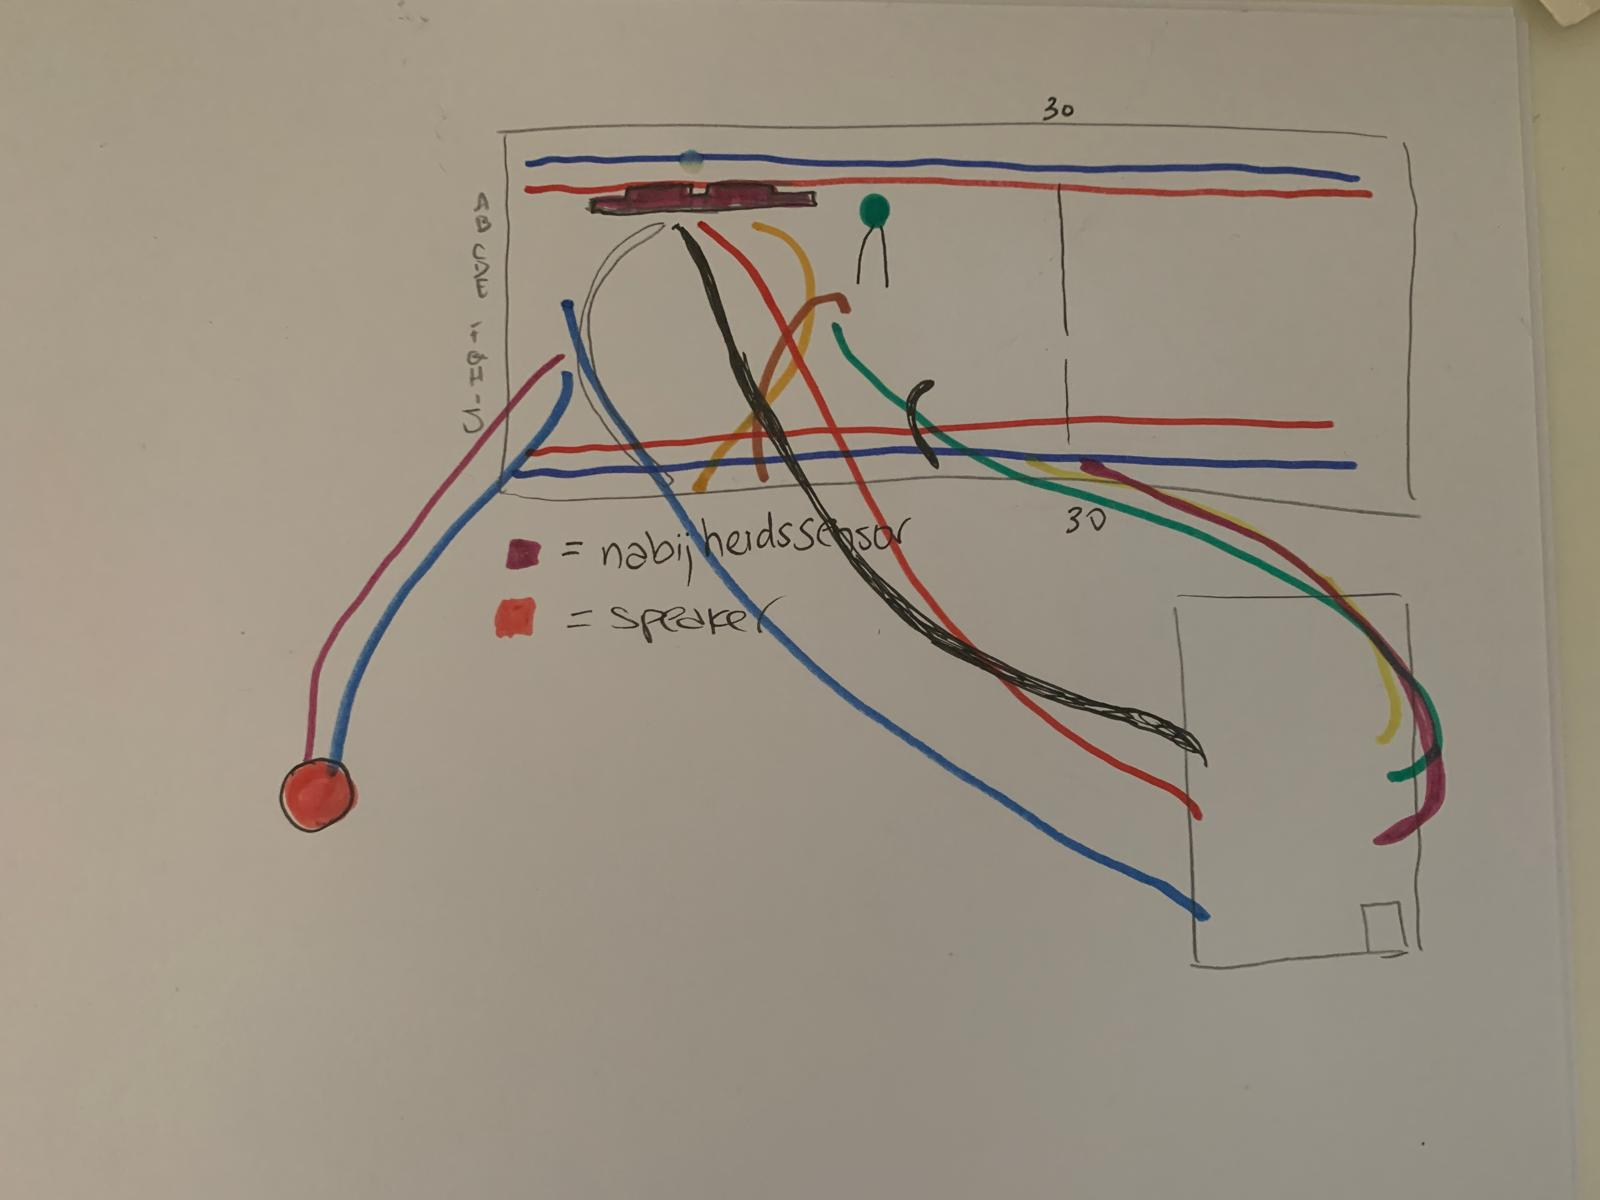 30
A
B
C
D
E
F
G
H
I
J
30
= nabijheidssensor
= speaker